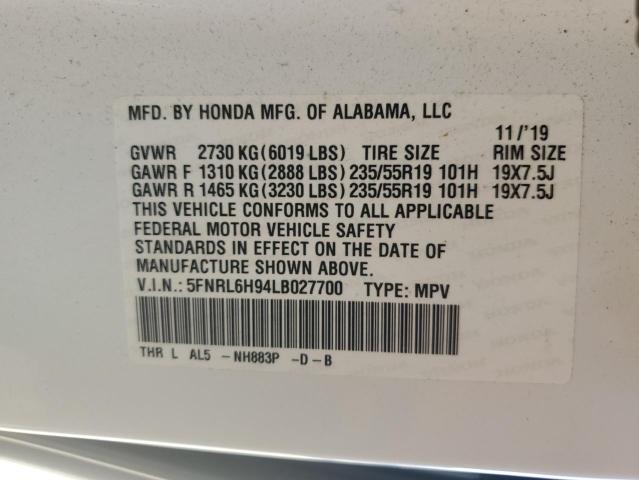 MFD. BY HONDA MFG. OF ALABAMA, LLC
11/'19
GVWR 2730 KG(6019 LBS) TIRE SIZE RIM SIZE
GAWR F 1310 KG(2888 LBS) 235/55R19 101H 19X7.5J
GAWR R 1465 KG(3230 LBS) 235/55R19 101H 19X7.5J
THIS VEHICLE CONFORMS TO ALL APPLICABLE
FEDERAL MOTOR VEHICLE SAFETY
STANDARDS IN EFFECT ON THE DATE OF
MANUFACTURE SHOWN ABOVE.
V.I.N.: 5FNRL6H94LB027700 TYPE: MPV
THR L AL5 - NH883P -D-B